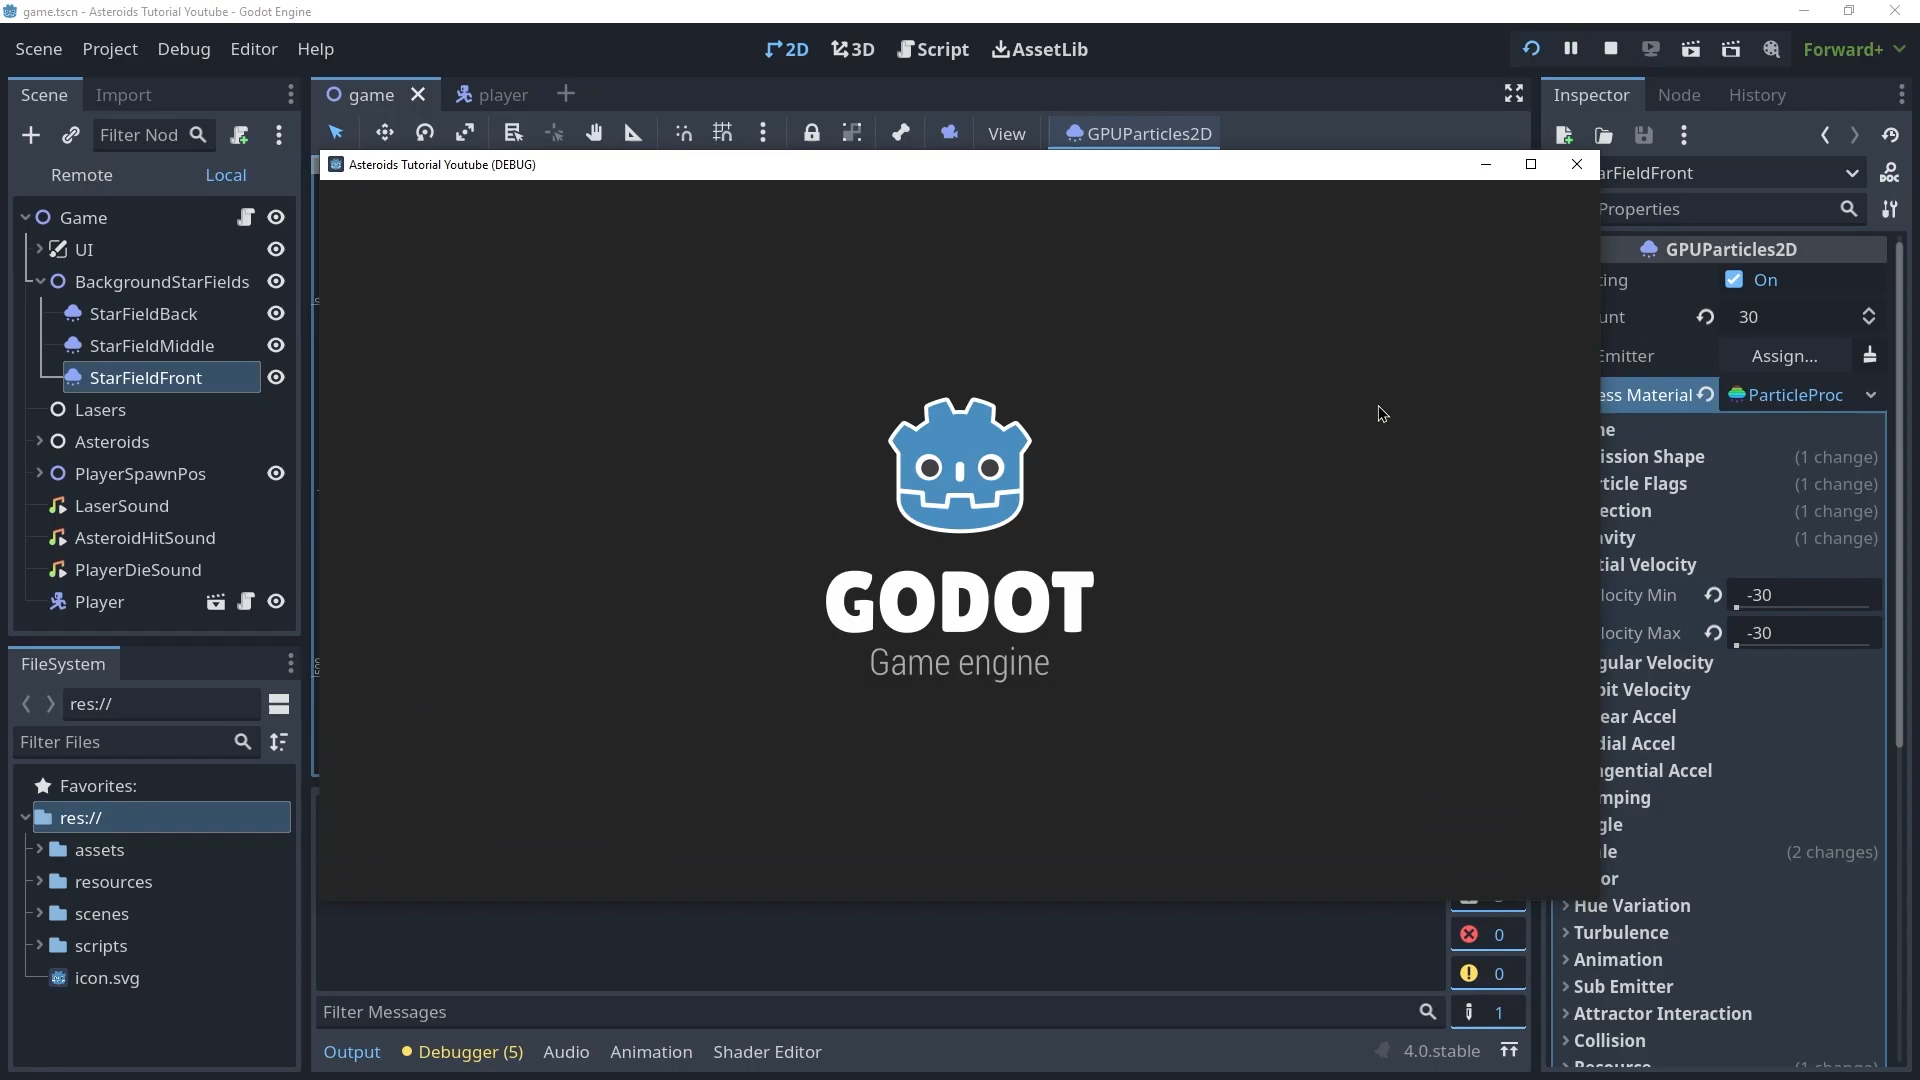 game.tscn - Asteroids Tutorial Youtube - Godot Engine
Scene Project Debug Editor Help
2D 3D Script AssetLib
Forward+
Scene Import
game player
Inspector Node History
Filter Nod
View GPUParticles2D
Remote Local
Asteroids Tutorial Youtube (DEBUG)
arFieldFront
Properties
Game
UI
BackgroundStarFields
StarFieldBack
StarFieldMiddle
StarFieldFront
Lasers
Asteroids
PlayerSpawnPos
LaserSound
AsteroidHitSound
PlayerDieSound
Player
GODOT
Game engine
GPUParticles2D
ting On
unt 30
Emitter Assign...
ess Material ParticleProc
ne
ission Shape (1 change)
ticle Flags (1 change)
ection (1 change)
avity (1 change)
tial Velocity
locity Min -30
locity Max -30
gular Velocity
bit Velocity
ear Accel
dial Accel
ngential Accel
mping
gle
le (2 changes)
or
Hue Variation
Turbulence
Animation
Sub Emitter
Attractor Interaction
Collision
FileSystem
res://
Filter Files
Favorites:
res://
assets
resources
scenes
scripts
icon.svg
0
0
Filter Messages
1
Output Debugger (5) Audio Animation Shader Editor
4.0.stable